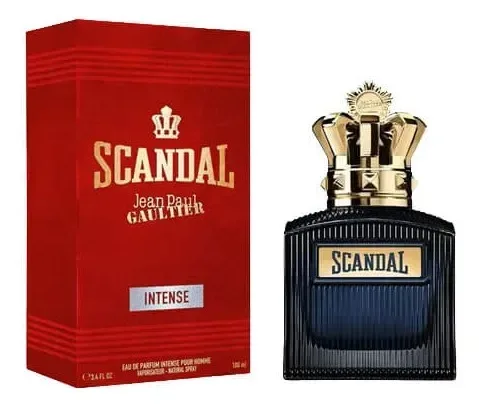 SCANDAL
Jean Paul
GAULTIER
INTENSE
EAU DE PARFUM INTENSE POUR HOMME
VAPORISATEUR - NATURAL SPRAY
100 ml
3.4 FL OZ
SCANDAL